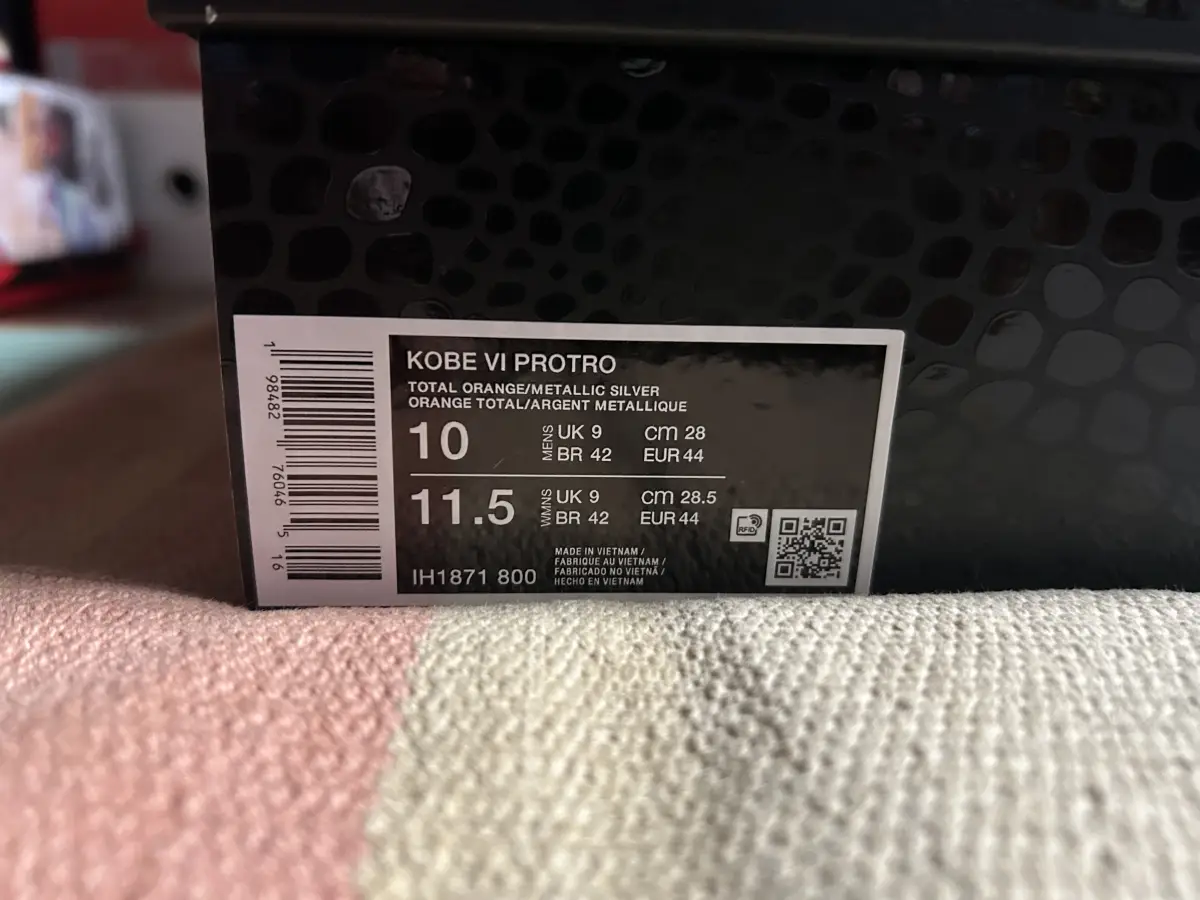 KOBE VI PROTRO
TOTAL ORANGE/METALLIC SILVER
ORANGE TOTAL/ARGENT METALLIQUE
10 MENS UK 9 cm 28
BR 42 EUR 44
11.5 WMNS UK 9 cm 28.5
BR 42 EUR 44
RFID
IH1871 800
MADE IN VIETNAM /
FABRIQUE AU VIETNAM /
FABRICADO NO VIETNÃ /
HECHO EN VIETNAM
1 98482 76046 5 16